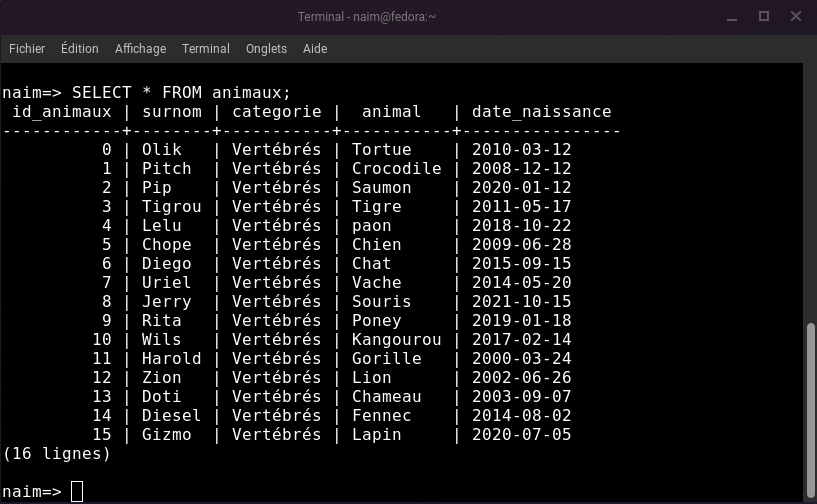 Terminal - naim@fedora:~
Fichier Édition Affichage Terminal Onglets Aide
naim=> SELECT * FROM animaux;
 id_animaux | surnom | categorie |  animal   | date_naissance
------------+--------+-----------+-----------+----------------
          0 | Olik   | Vertébrés | Tortue    | 2010-03-12
          1 | Pitch  | Vertébrés | Crocodile | 2008-12-12
          2 | Pip    | Vertébrés | Saumon    | 2020-01-12
          3 | Tigrou | Vertébrés | Tigre     | 2011-05-17
          4 | Lelu   | Vertébrés | paon      | 2018-10-22
          5 | Chope  | Vertébrés | Chien     | 2009-06-28
          6 | Diego  | Vertébrés | Chat      | 2015-09-15
          7 | Uriel  | Vertébrés | Vache     | 2014-05-20
          8 | Jerry  | Vertébrés | Souris    | 2021-10-15
          9 | Rita   | Vertébrés | Poney     | 2019-01-18
         10 | Wils   | Vertébrés | Kangourou | 2017-02-14
         11 | Harold | Vertébrés | Gorille   | 2000-03-24
         12 | Zion   | Vertébrés | Lion      | 2002-06-26
         13 | Doti   | Vertébrés | Chameau   | 2003-09-07
         14 | Diesel | Vertébrés | Fennec    | 2014-08-02
         15 | Gizmo  | Vertébrés | Lapin     | 2020-07-05
(16 lignes)
naim=>